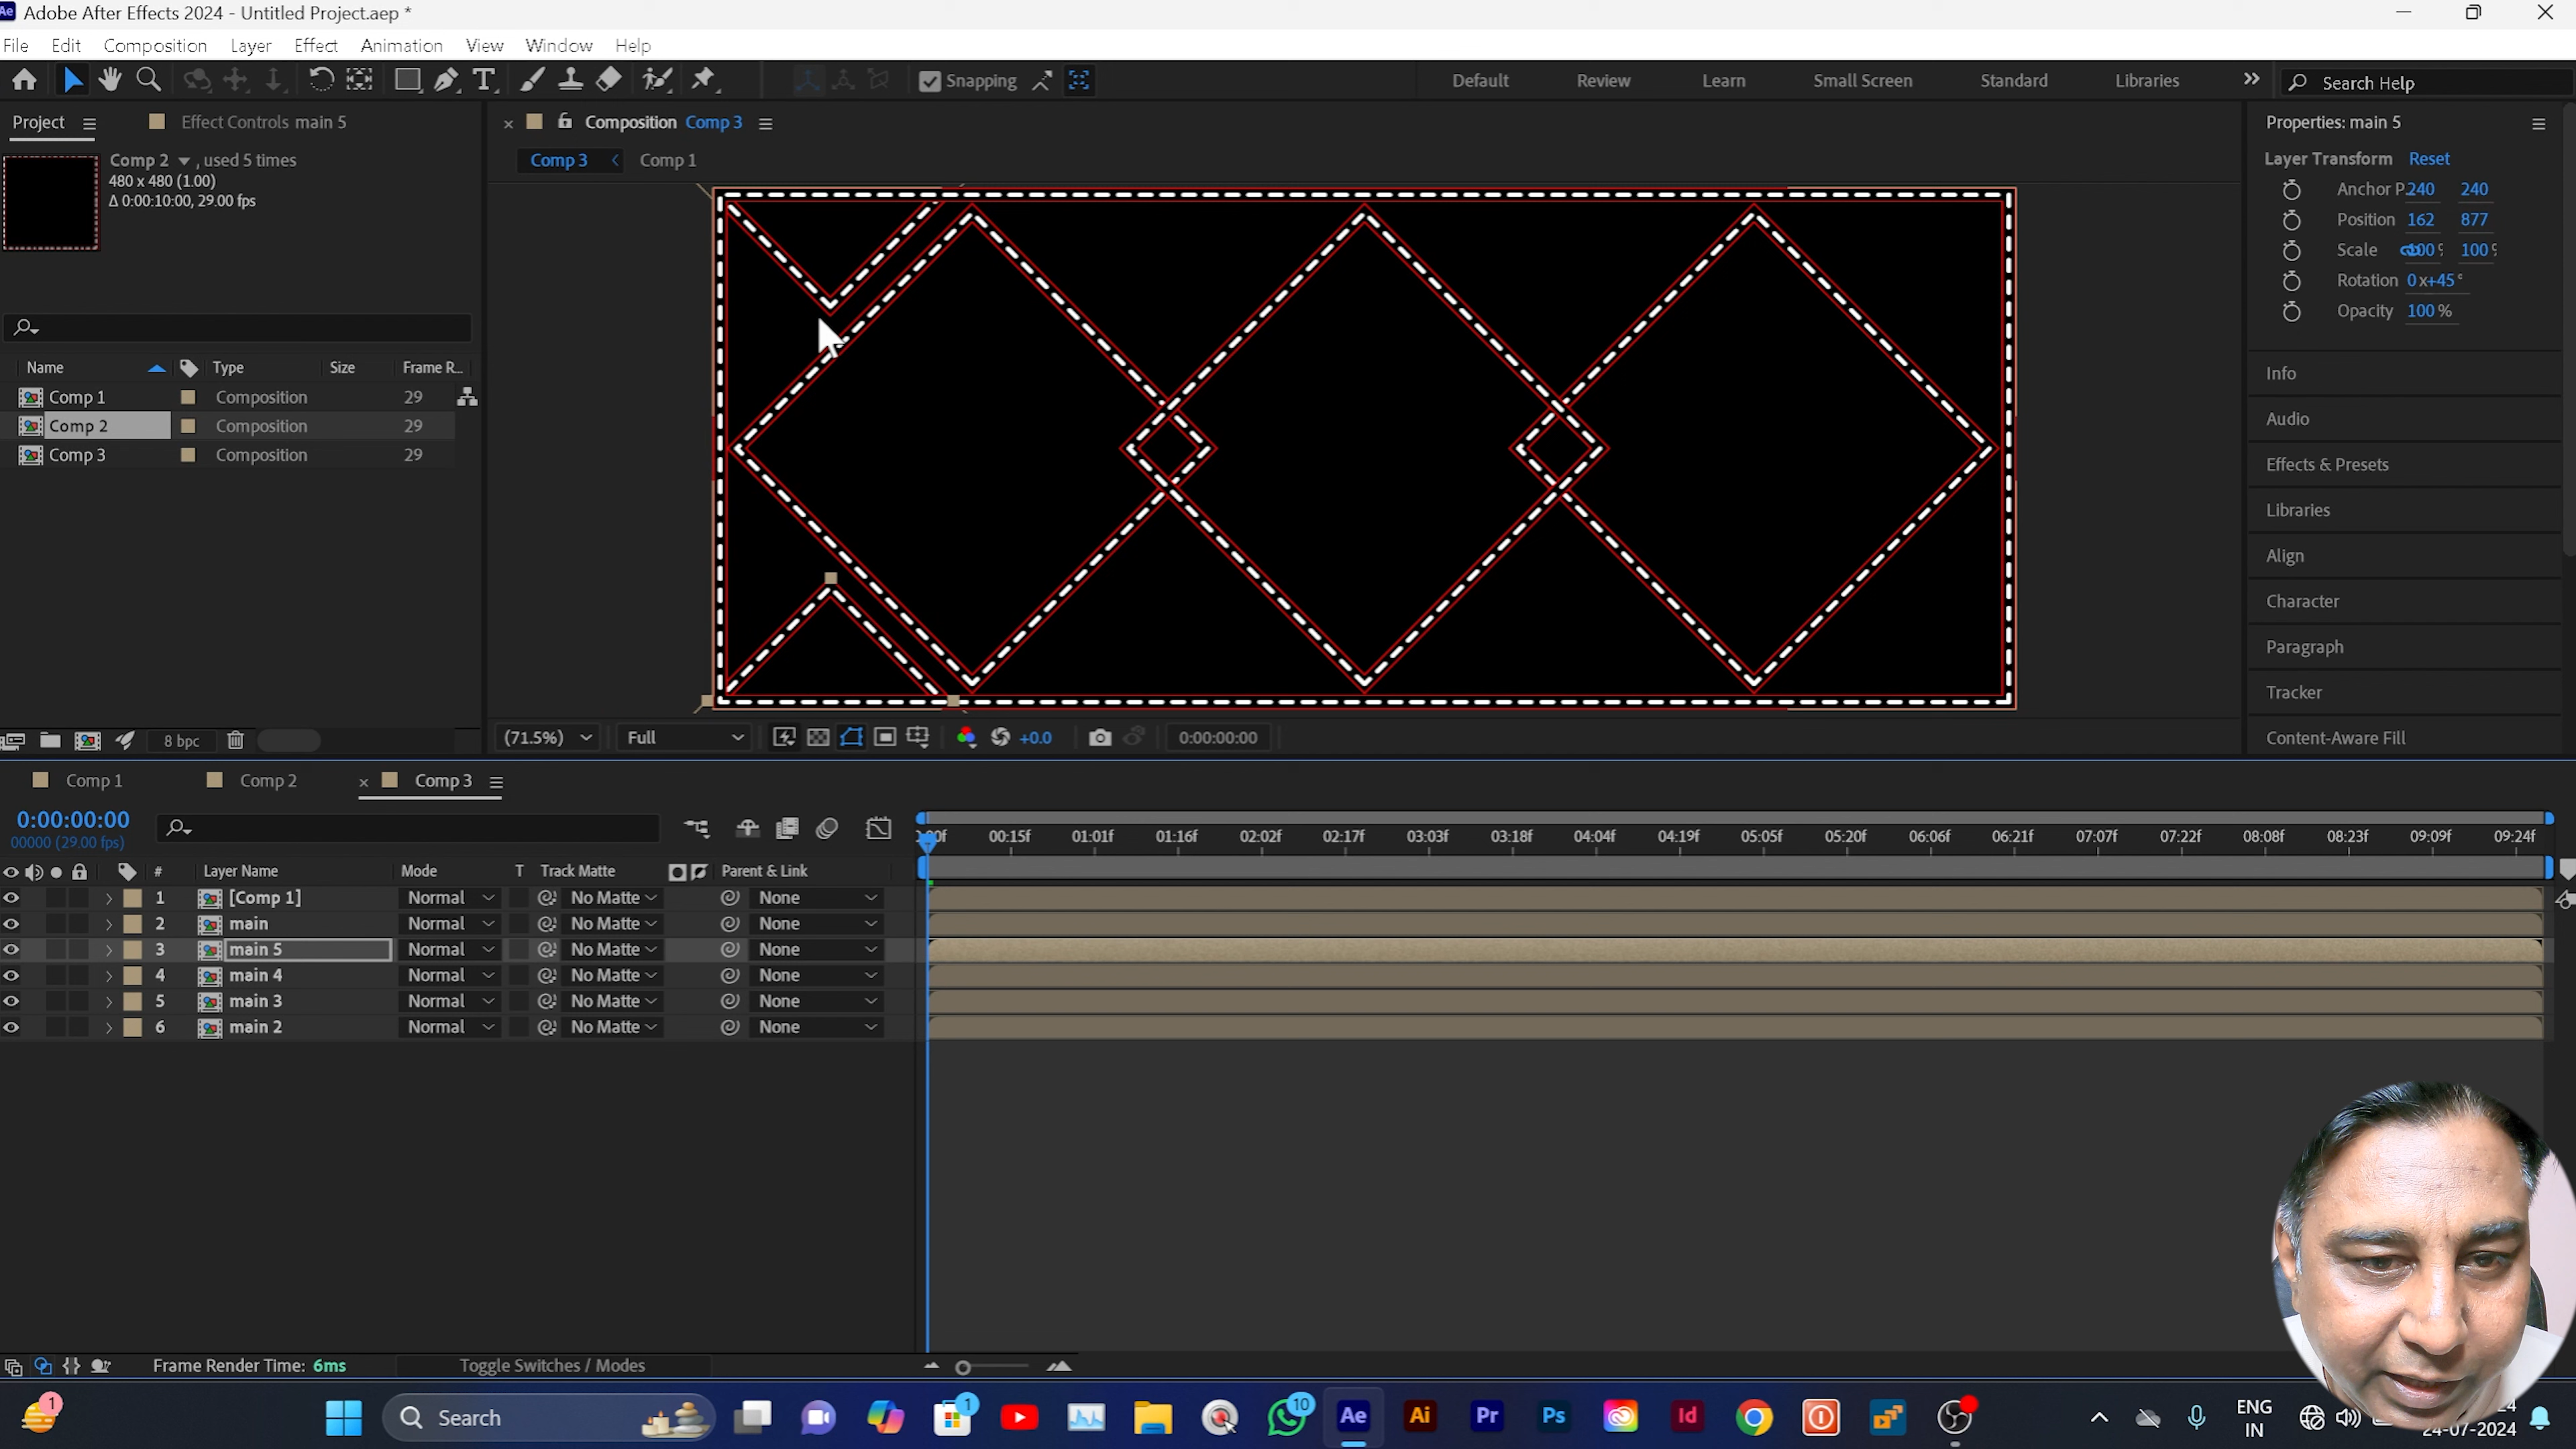 Ae Adobe After Effects 2024 - Untitled Project.aep *
File Edit Composition Layer Effect Animation View Window Help
Snapping Default Review Learn Small Screen Standard Libraries Search Help
Project Effect Controls main 5
Comp 2 , used 5 times
480 x 480 (1.00)
Δ 0:00:10:00, 29.00 fps
Name Type Size Frame R...
Comp 1 Composition 29
Comp 2 Composition 29
Comp 3 Composition 29
8 bpc
Composition Comp 3
Comp 3 Comp 1
(71.5%) Full +0.0 0:00:00:00
Properties: main 5
Layer Transform Reset
Anchor P... 240 240
Position 162 877
Scale 100 % 100 %
Rotation 0 x+45 °
Opacity 100 %
Info
Audio
Effects & Presets
Libraries
Align
Character
Paragraph
Tracker
Content-Aware Fill
Comp 1 Comp 2 Comp 3
0:00:00:00
00000 (29.00 fps)
00:15f 01:01f 01:16f 02:02f 02:17f 03:03f 03:18f 04:04f 04:19f 05:05f 05:20f 06:06f 06:21f 07:07f 07:22f 08:08f 08:23f 09:09f 09:24f
# Layer Name Mode T Track Matte Parent & Link
1 [Comp 1] Normal No Matte None
2 main Normal No Matte None
3 main 5 Normal No Matte None
4 main 4 Normal No Matte None
5 main 3 Normal No Matte None
6 main 2 Normal No Matte None
Frame Render Time: 6ms Toggle Switches / Modes
1 Search 1 10 Ae Ai Pr Ps Id ENG
IN
24-07-2024